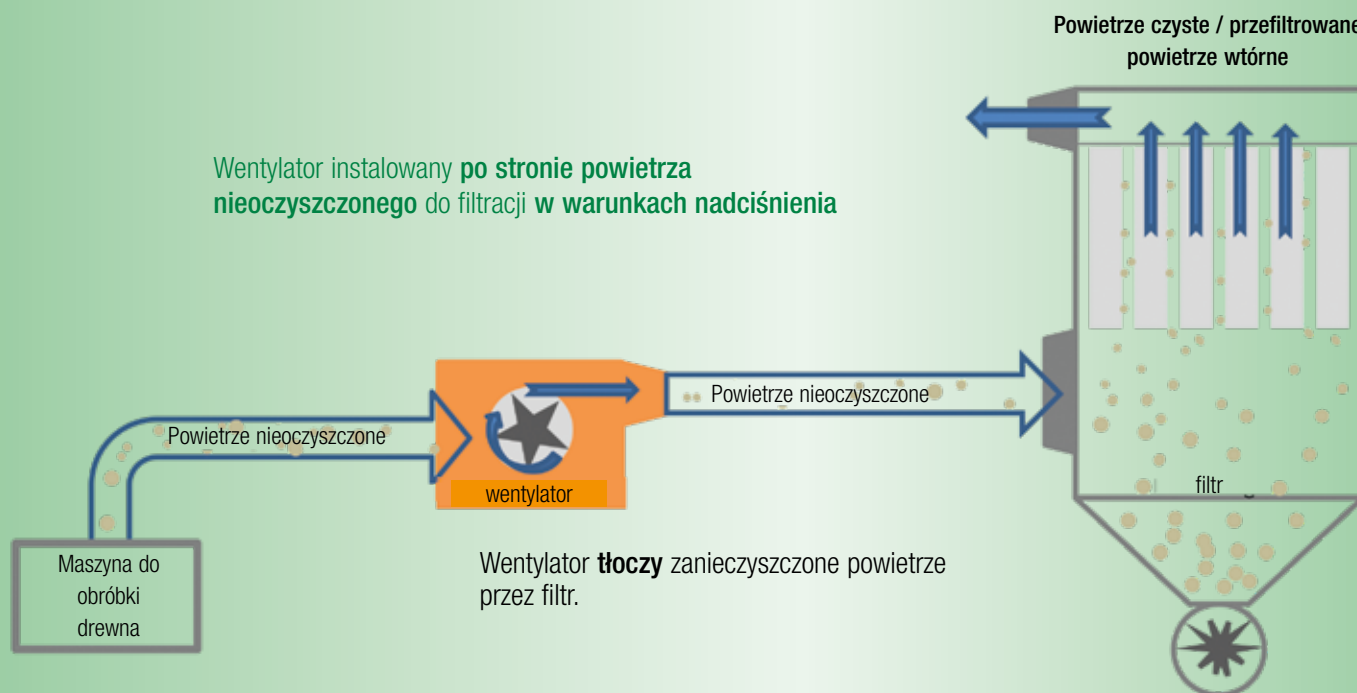 Powietrze czyste / przefiltrowane
powietrze wtórne
Wentylator instalowany po stronie powietrza
nieoczyszczonego do filtracji w warunkach nadciśnienia
Powietrze nieoczyszczone
Powietrze nieoczyszczone
wentylator
filtr
Wentylator tłoczy zanieczyszczone powietrze
przez filtr.
Maszyna do
obróbki
drewna